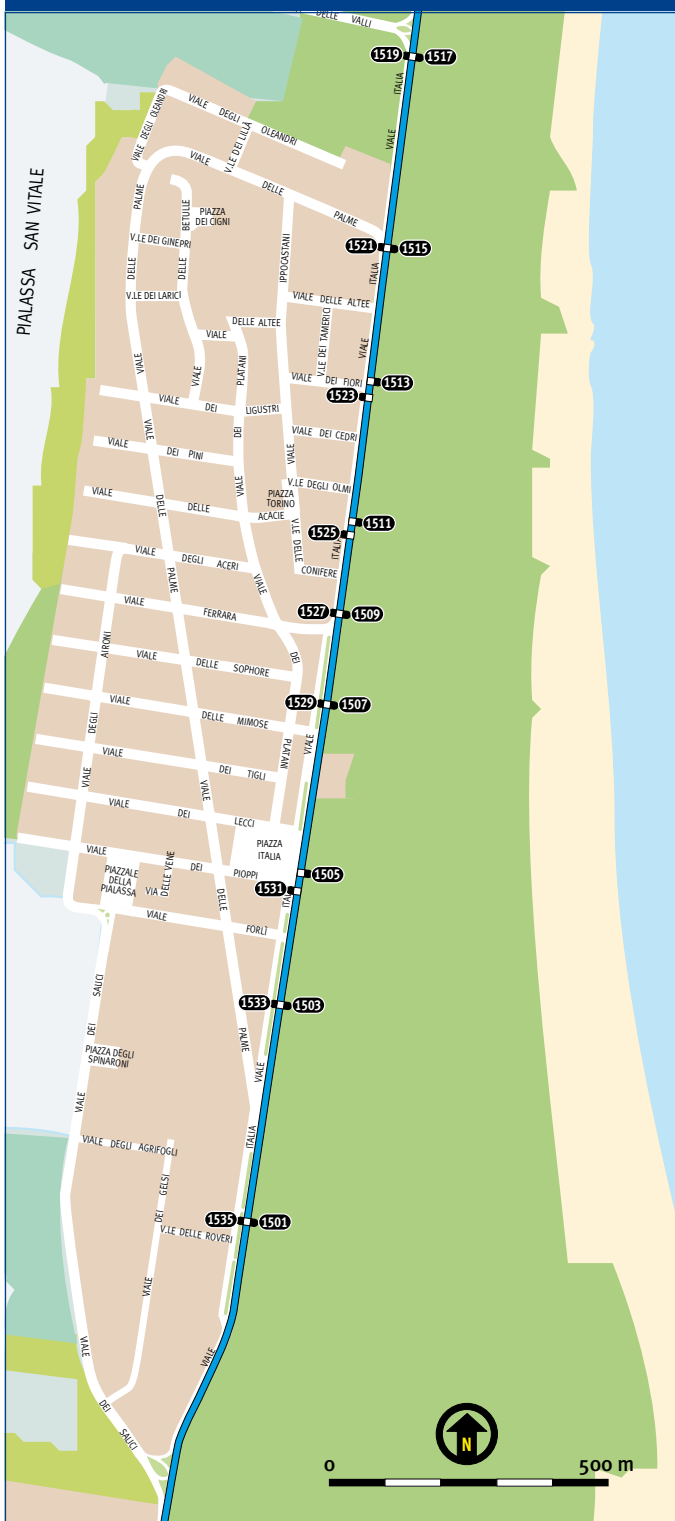 DELLE VALLI
1519 1517
ITALIA
VIALE
VIALE DEGLI OLEANDRI
VIALE DEGLI OLEANDRI
V.LE DEI LILLÀ
VIALE DELLE PALME
PIALASSA SAN VITALE
PALME
BETULLE
PIAZZA
DEI CIGNI
V.LE DEI GINEPRI
IPPOCASTANI
1521 1515
ITALIA
DELLE
DELLE
V.LE DEI LARICI
VIALE DELLE ALTEE
DELLE ALTEE
VIALE
V.LE DEI TAMERICI
VIALE
VIALE
VIALE
PLATANI
VIALE DEI FIORI
1513
1523
VIALE DEI LIGUSTRI
VIALE
DEI
VIALE DEI CEDRI
VIALE DEI PINI
VIALE
VIALE
V.LE DEGLI OLMI
VIALE DELLE ACACIE
DELLE
PIAZZA
TORINO
1511
1525
ITALIA
V.LE DELLE
CONIFERE
VIALE DEGLI ACERI
PALME
VIALE
VIALE FERRARA
1527 1509
AIRONI
DEI
VIALE DELLE SOPHORE
VIALE DELLE MIMOSE
1529 1507
DEGLI
VIALE
PLATANI
VIALE DEI TIGLI
VIALE
VIALE
VIALE DEI LECCI
PIAZZA
ITALIA
VIALE DEI PIOPPI
PIAZZALE
DELLA
PIALASSA
VIA DELLE VENE
1505
1531
ITALIA
DELLE
VIALE FORLÌ
SAUCI
1533 1503
DEI
PALME
PIAZZA DEGLI
SPINARONI
VIALE
VIALE
ITALIA
VIALE DEGLI AGRIFOGLI
GELSI
DEI
1535 1501
V.LE DELLE ROVERI
VIALE
VIALE
VIALE
DEI
SAUCI
N
0 500 m